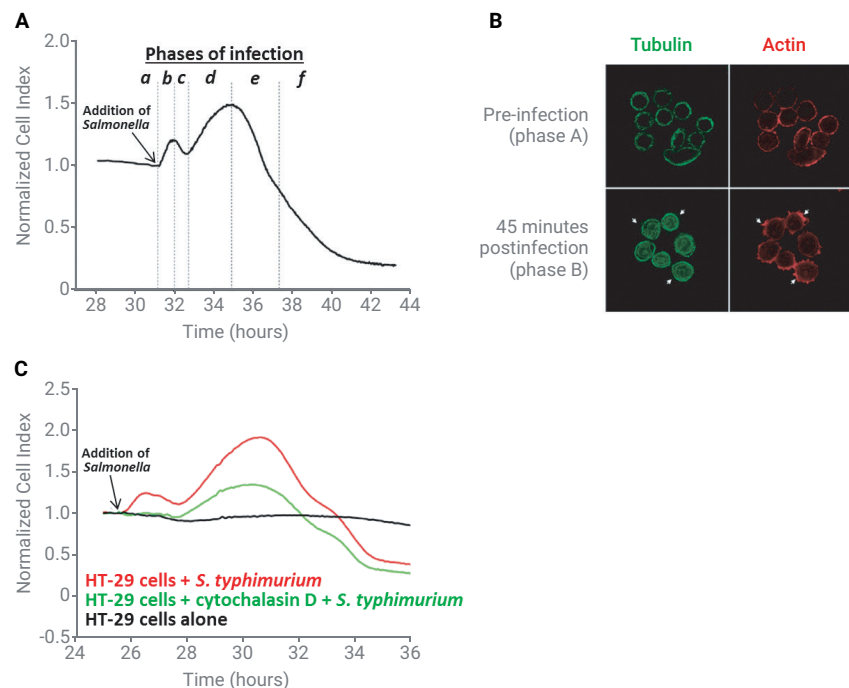 A
Normalized Cell Index
2.0
1.5
1.0
0.5
0
Phases of infection
a b c d e f
Addition of
Salmonella
28 30 32 34 36 38 40 42 44
Time (hours)
B
Tubulin Actin
Pre-infection
(phase A)
45 minutes
postinfection
(phase B)
C
Normalized Cell Index
2.5
2.0
1.5
1.0
0.5
0
-0.5
Addition of
Salmonella
HT-29 cells + S. typhimurium
HT-29 cells + cytochalasin D + S. typhimurium
HT-29 cells alone
24 26 28 30 32 34 36
Time (hours)